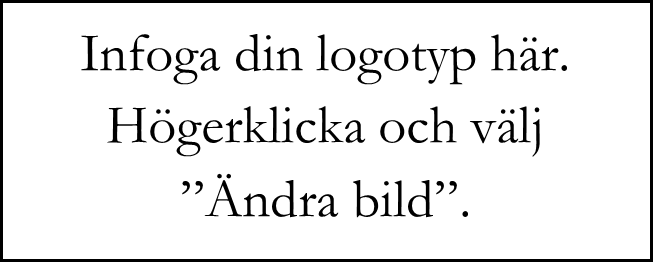 Infoga din logotyp här.
Högerklicka och välj
”Ändra bild”.